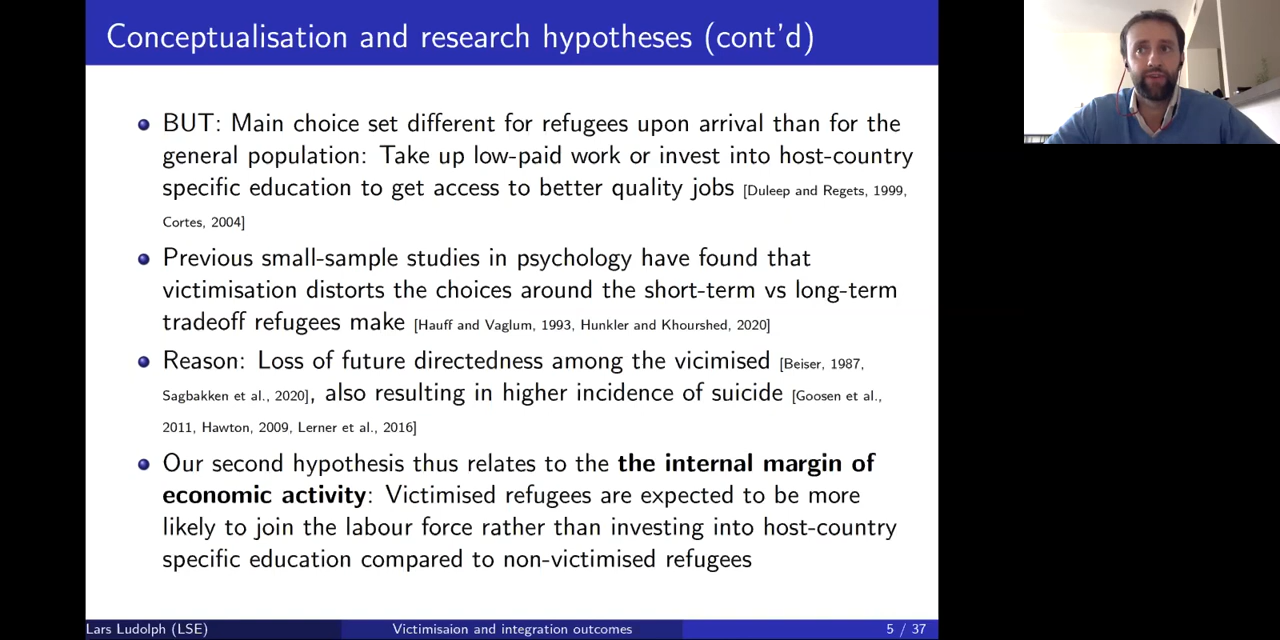 Conceptualisation and research hypotheses (cont'd)
BUT: Main choice set different for refugees upon arrival than for the
general population: Take up low-paid work or invest into host-country
specific education to get access to better quality jobs [Duleep and Regets, 1999,
Cortes, 2004]
Previous small-sample studies in psychology have found that
victimisation distorts the choices around the short-term vs long-term
tradeoff refugees make [Hauff and Vaglum, 1993, Hunkler and Khourshed, 2020]
Reason: Loss of future directedness among the vicimised [Beiser, 1987,
Sagbakken et al., 2020], also resulting in higher incidence of suicide [Goosen et al.,
2011, Hawton, 2009, Lerner et al., 2016]
Our second hypothesis thus relates to the the internal margin of
economic activity: Victimised refugees are expected to be more
likely to join the labour force rather than investing into host-country
specific education compared to non-victimised refugees
Lars Ludolph (LSE) Victimisaion and integration outcomes 5 / 37